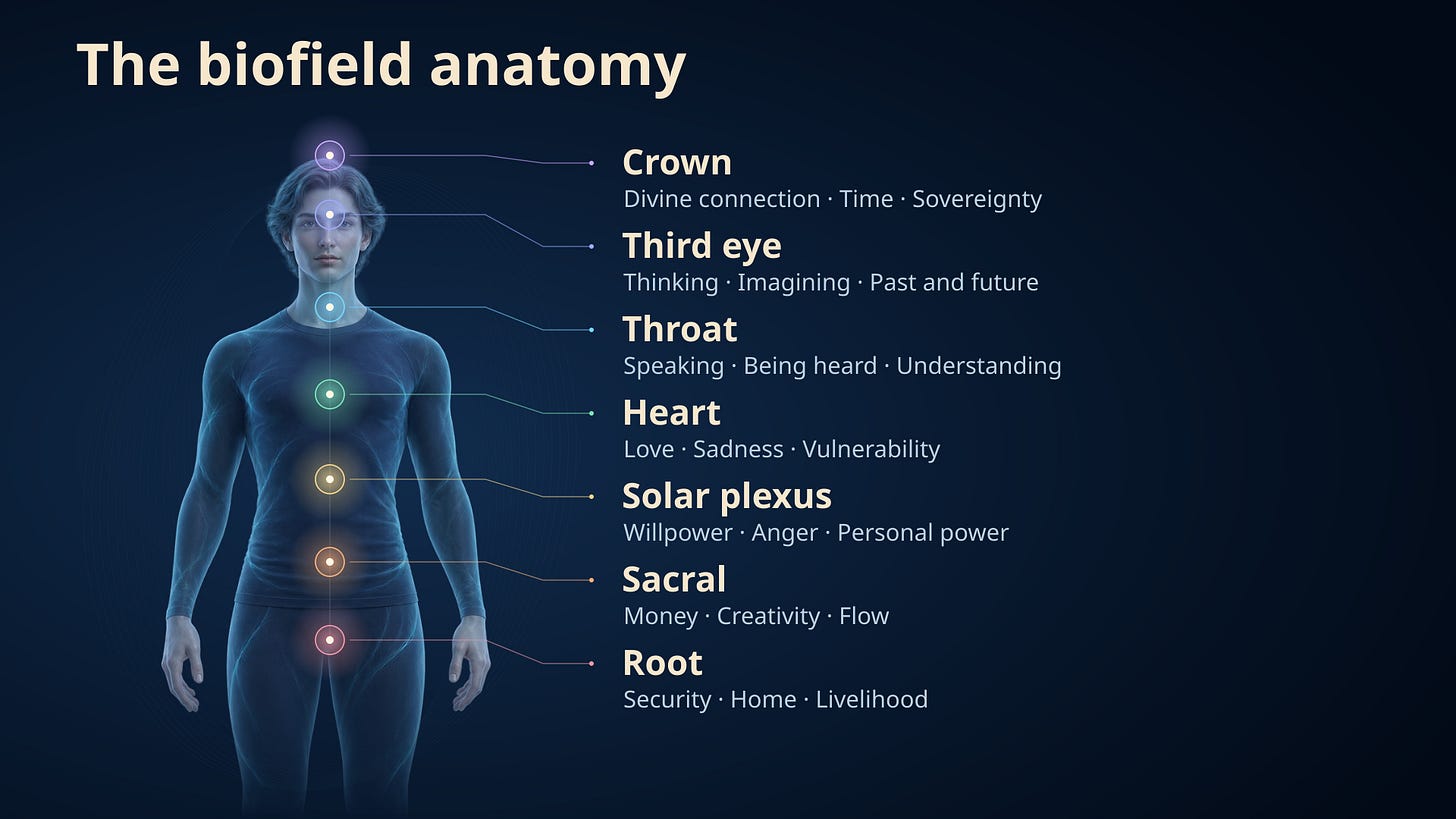 The biofield anatomy
Crown
Divine connection · Time · Sovereignty
Third eye
Thinking · Imagining · Past and future
Throat
Speaking · Being heard · Understanding
Heart
Love · Sadness · Vulnerability
Solar plexus
Willpower · Anger · Personal power
Sacral
Money · Creativity · Flow
Root
Security · Home · Livelihood